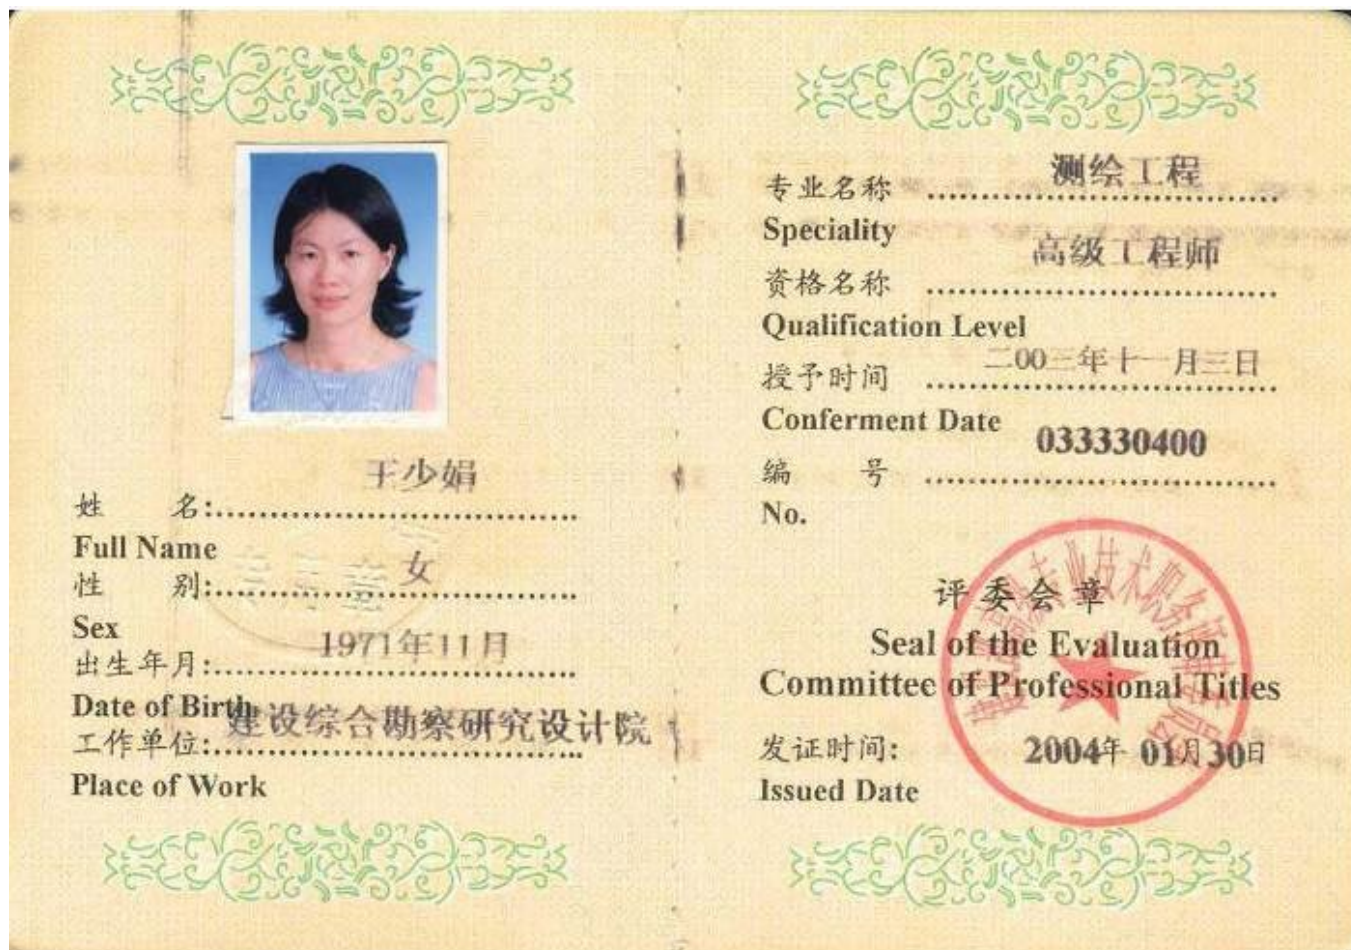 王少娟
姓 名:
Full Name
女
性 别:
Sex
1971年11月
出生年月:
Date of Birth
建设综合勘察研究设计院
工作单位:
Place of Work
测绘工程
专业名称
Speciality
高级工程师
资格名称
Qualification Level
二00三年十一月三日
授予时间
Conferment Date
033330400
编 号
No.
评委会章
Seal of the Evaluation
Committee of Professional Titles
发证时间: 2004年 01月30日
Issued Date